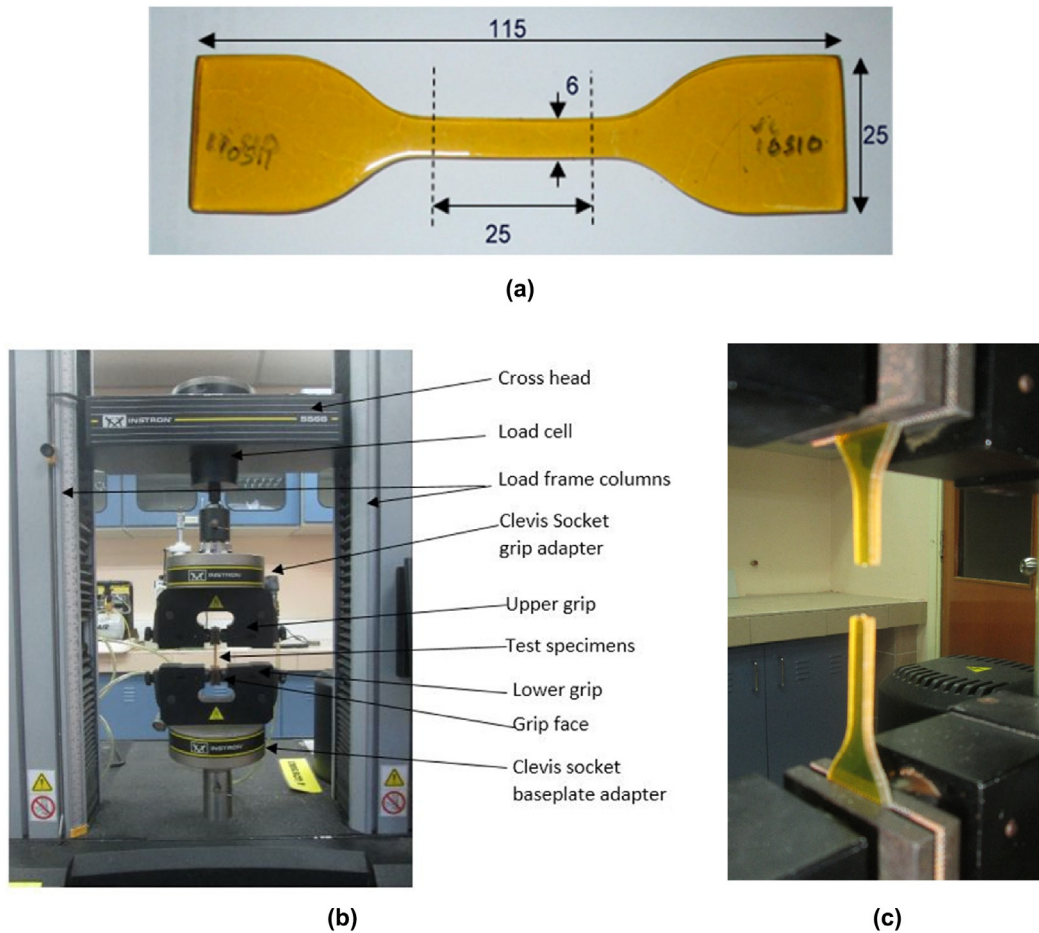 115
6
25
25
(a)
INSTRON
5566
INSTRON
INSTRON
Cross head
Load cell
Load frame columns
Clevis Socket
grip adapter
Upper grip
Test specimens
Lower grip
Grip face
Clevis socket
baseplate adapter
(b)
(c)